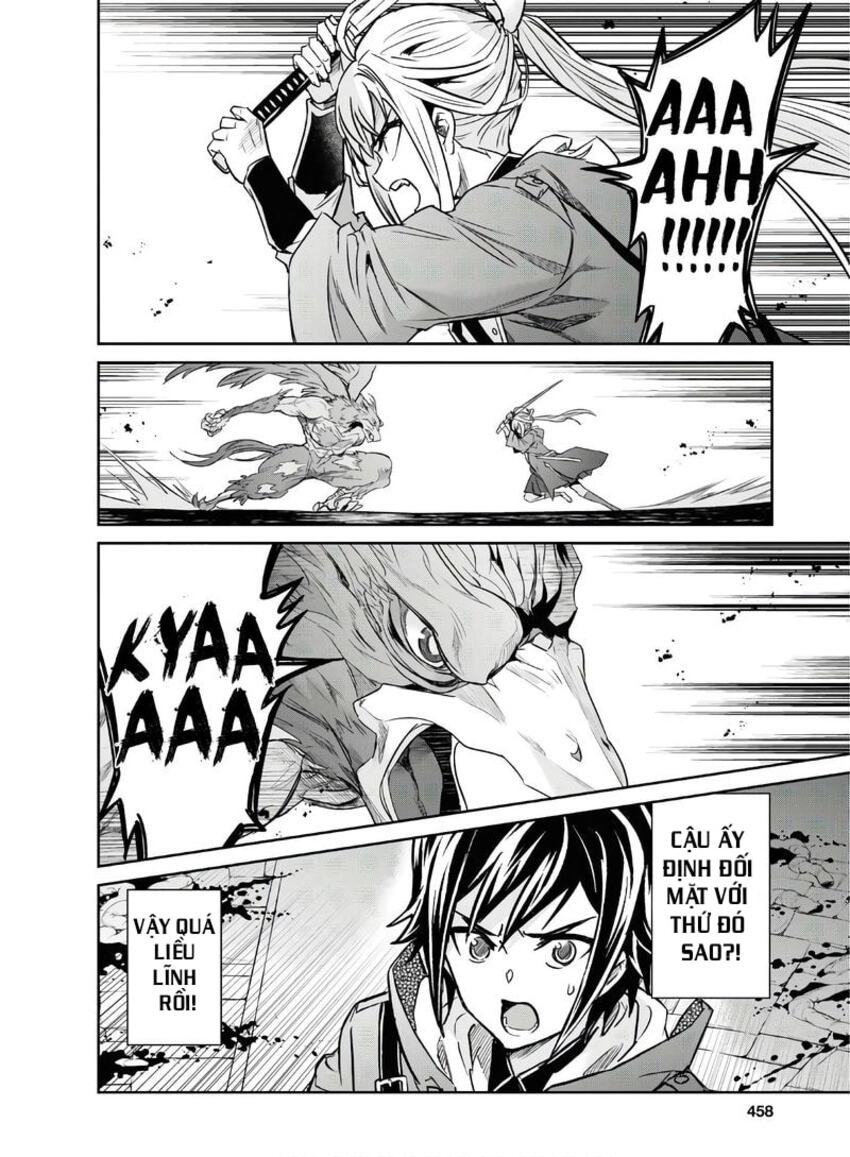 AAA
AHH
!!!!!!
KYAA
AAA
CẬU ẤY
ĐỊNH ĐỐI
MẶT VỚI
THỨ ĐÓ
SAO?!
VẬY QUÁ
LIỀU
LĨNH
RỒI!
458